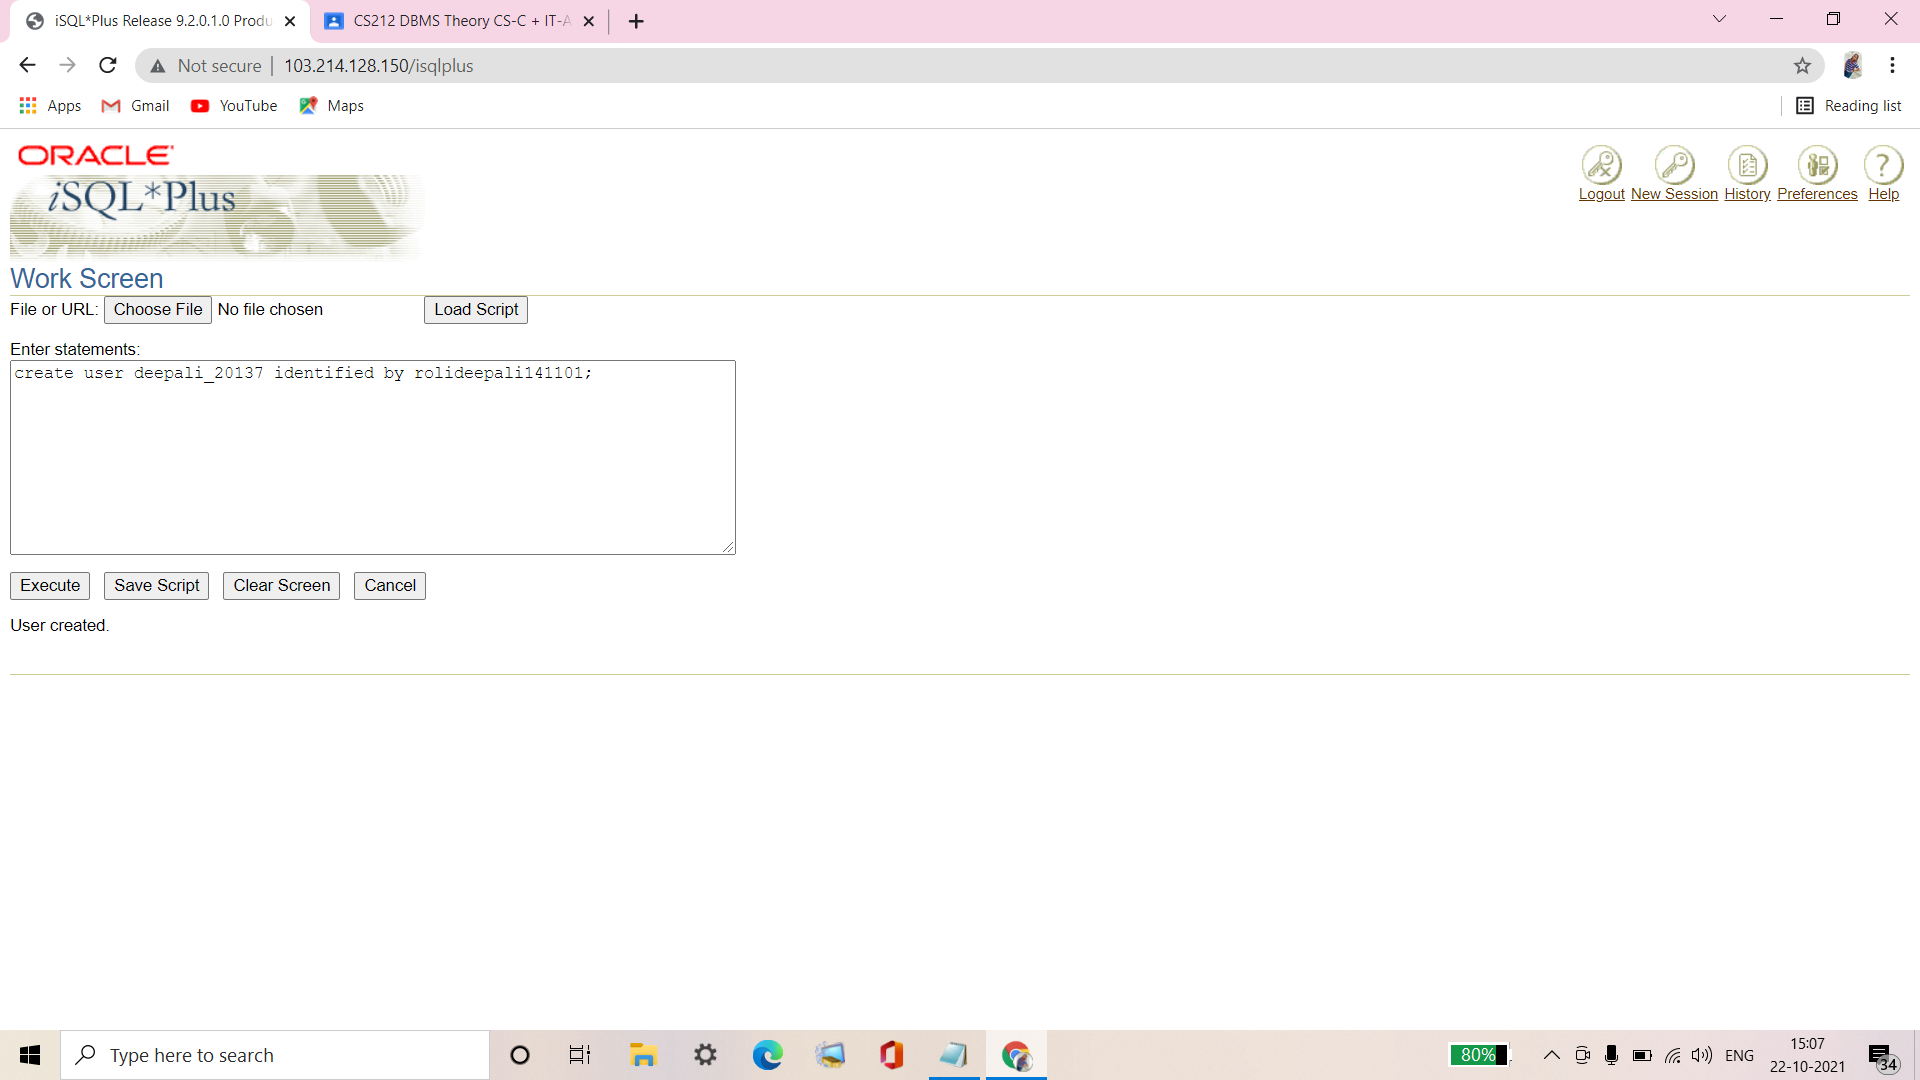 iSQL*Plus Release 9.2.0.1.0 Produ
CS212 DBMS Theory CS-C + IT-A
Not secure
103.214.128.150/isqlplus
Apps
Gmail
YouTube
Maps
Reading list
ORACLE
iSQL*Plus
Logout
New Session
History
Preferences
Help
Work Screen
File or URL: Choose File No file chosen Load Script
Enter statements:
create user deepali_20137 identified by rolideepali141101;
Execute Save Script Clear Screen Cancel
User created.
Type here to search
80%
ENG
15:07
22-10-2021
34